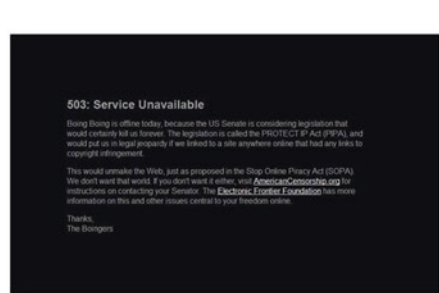 503: Service Unavailable
Boing Boing is offline today, because the US Senate is considering legislation that
would certainly kill us forever. The legislation is called the PROTECT IP Act (PIPA), and
would put us in legal jeopardy if we linked to a site anywhere online that had any links to
copyright infringement.
This would unmake the Web, just as proposed in the Stop Online Piracy Act (SOPA).
We don't want that world. If you don't want it either, visit AmericanCensorship.org for
instructions on contacting your Senator. The Electronic Frontier Foundation has more
information on this and other issues central to your freedom online.
Thanks,
The Boingers